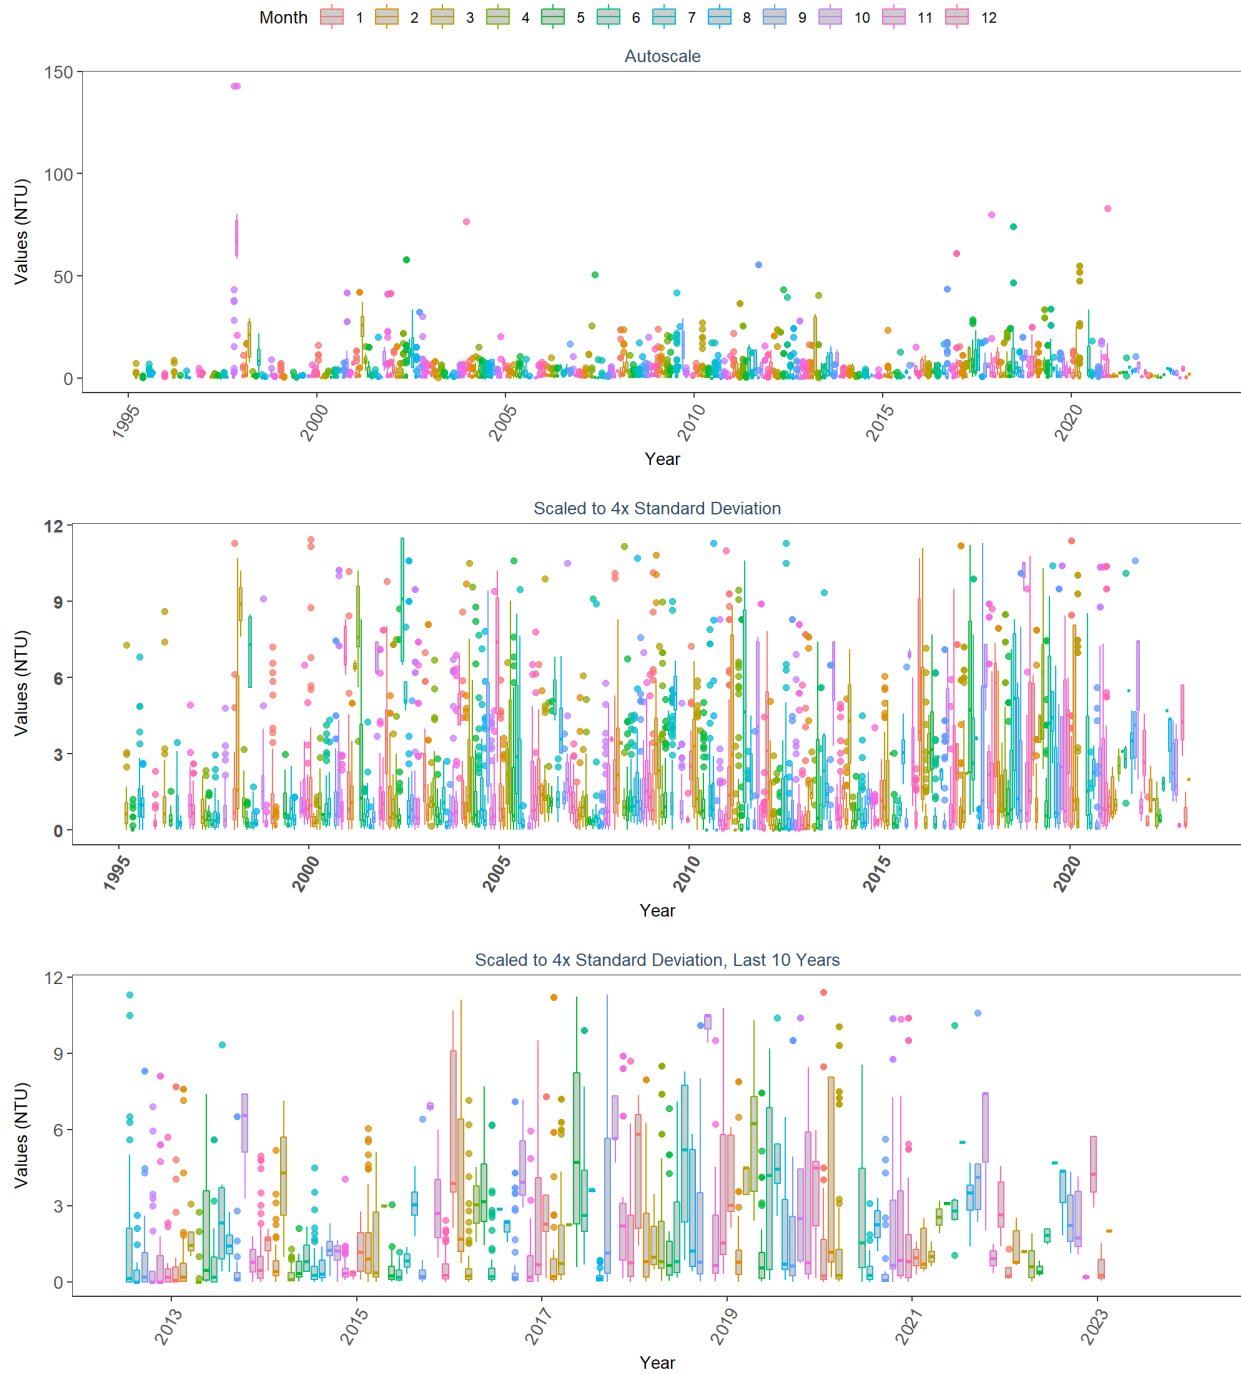 Month 1 2 3 4 5 6 7 8 9 10 11 12
Autoscale
150
100
50
0
Values (NTU)
1995 2000 2005 2010 2015 2020
Year
Scaled to 4x Standard Deviation
12
9
6
3
0
Values (NTU)
1995 2000 2005 2010 2015 2020
Year
Scaled to 4x Standard Deviation, Last 10 Years
12
9
6
3
0
Values (NTU)
2013 2015 2017 2019 2021 2023
Year